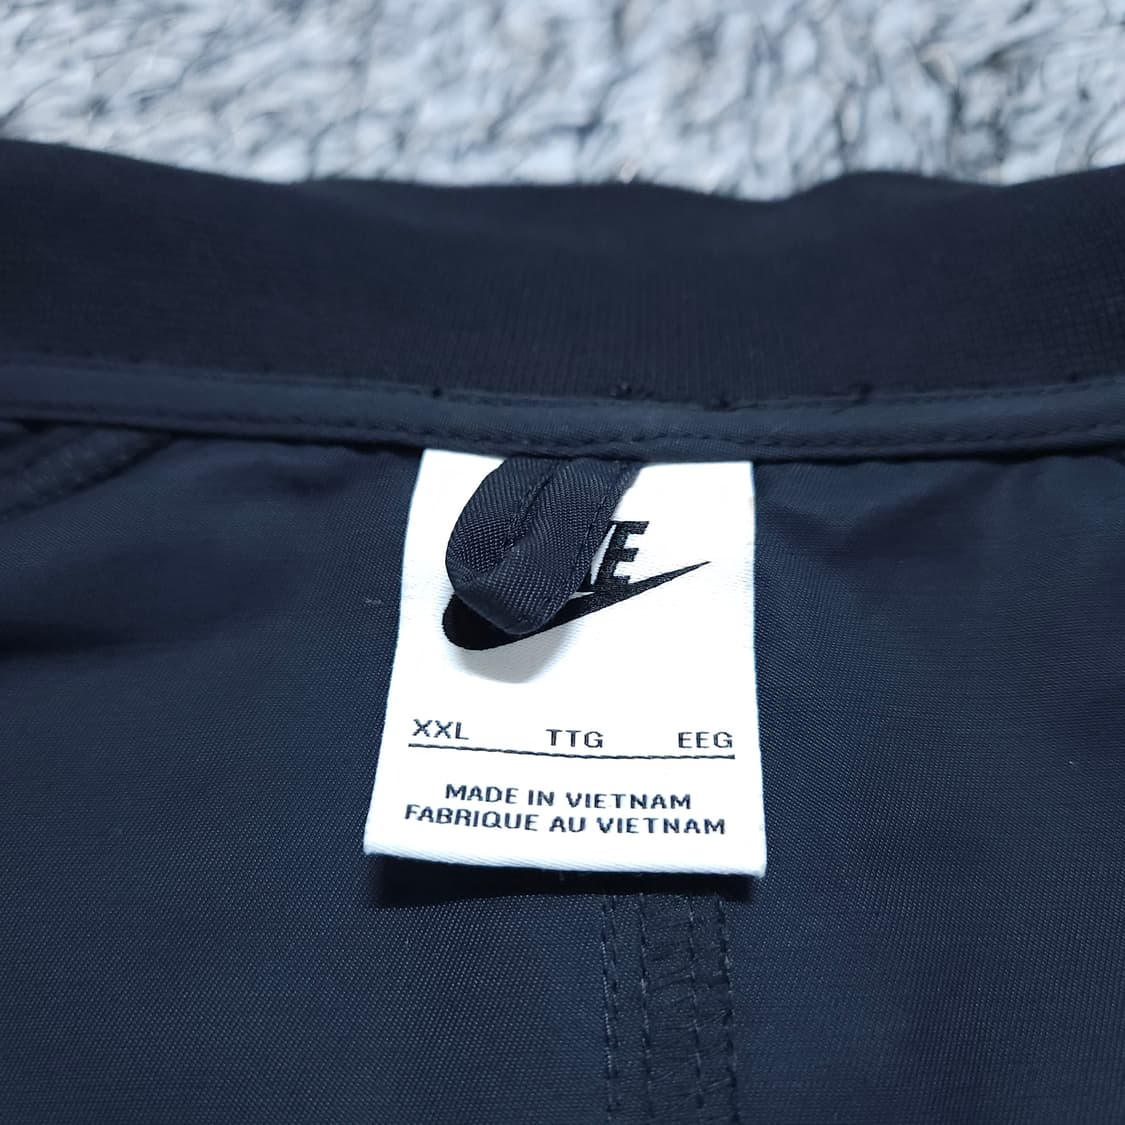 XXL TTG EEG
MADE IN VIETNAM
FABRIQUE AU VIETNAM